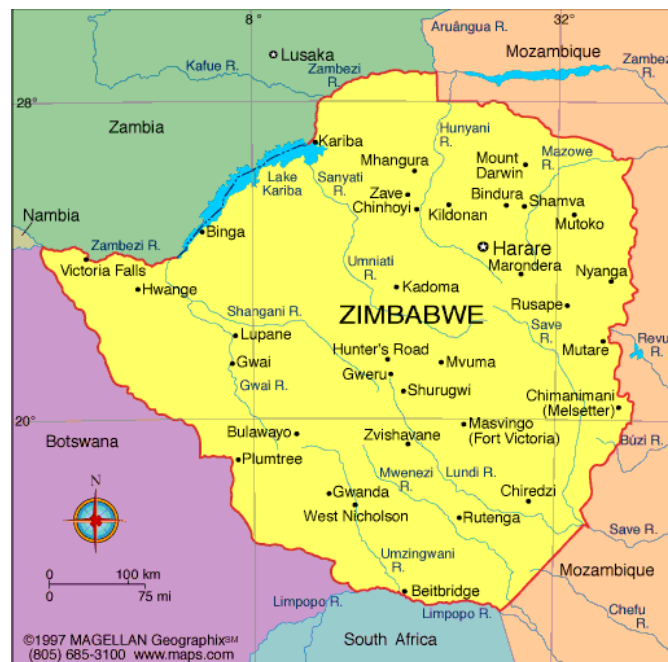 8°
32°
Aruângua R.
Lusaka
Mozambique
Kafue R.
Zambezi
R.
Zambezi
R.
28°
Zambia
Kariba
Hunyani
R.
Mhangura
Mount
Darwin
Mazowe
R.
Lake
Kariba
Sanyati
R.
Zave
Chinhoyi
Kildonan
Bindura
Shamva
Mutoko
Nambia
Binga
Zambezi R.
Harare
Victoria Falls
Umniati
R.
Marondera
Nyanga
Hwange
Kadoma
Rusape
Shangani R.
ZIMBABWE
Save
R.
Lupane
Hunter's Road
Mutare
Revu
R.
Gwai
Gweru
Mvuma
Gwai R.
Shurugwi
Chimanimani
(Melsetter)
20°
Masvingo
(Fort Victoria)
Botswana
Bulawayo
Zvishavane
Búzi R.
Plumtree
Mwenezi
R.
Lundi R.
N
Gwanda
West Nicholson
Chiredzi
Rutenga
Save R.
Umzingwani
R.
Mozambique
0 100 km
0 75 mi
Beitbridge
Limpopo R.
Limpopo R.
Chefu
R.
South Africa
©1997 MAGELLAN Geographix℠
(805) 685-3100 www.maps.com